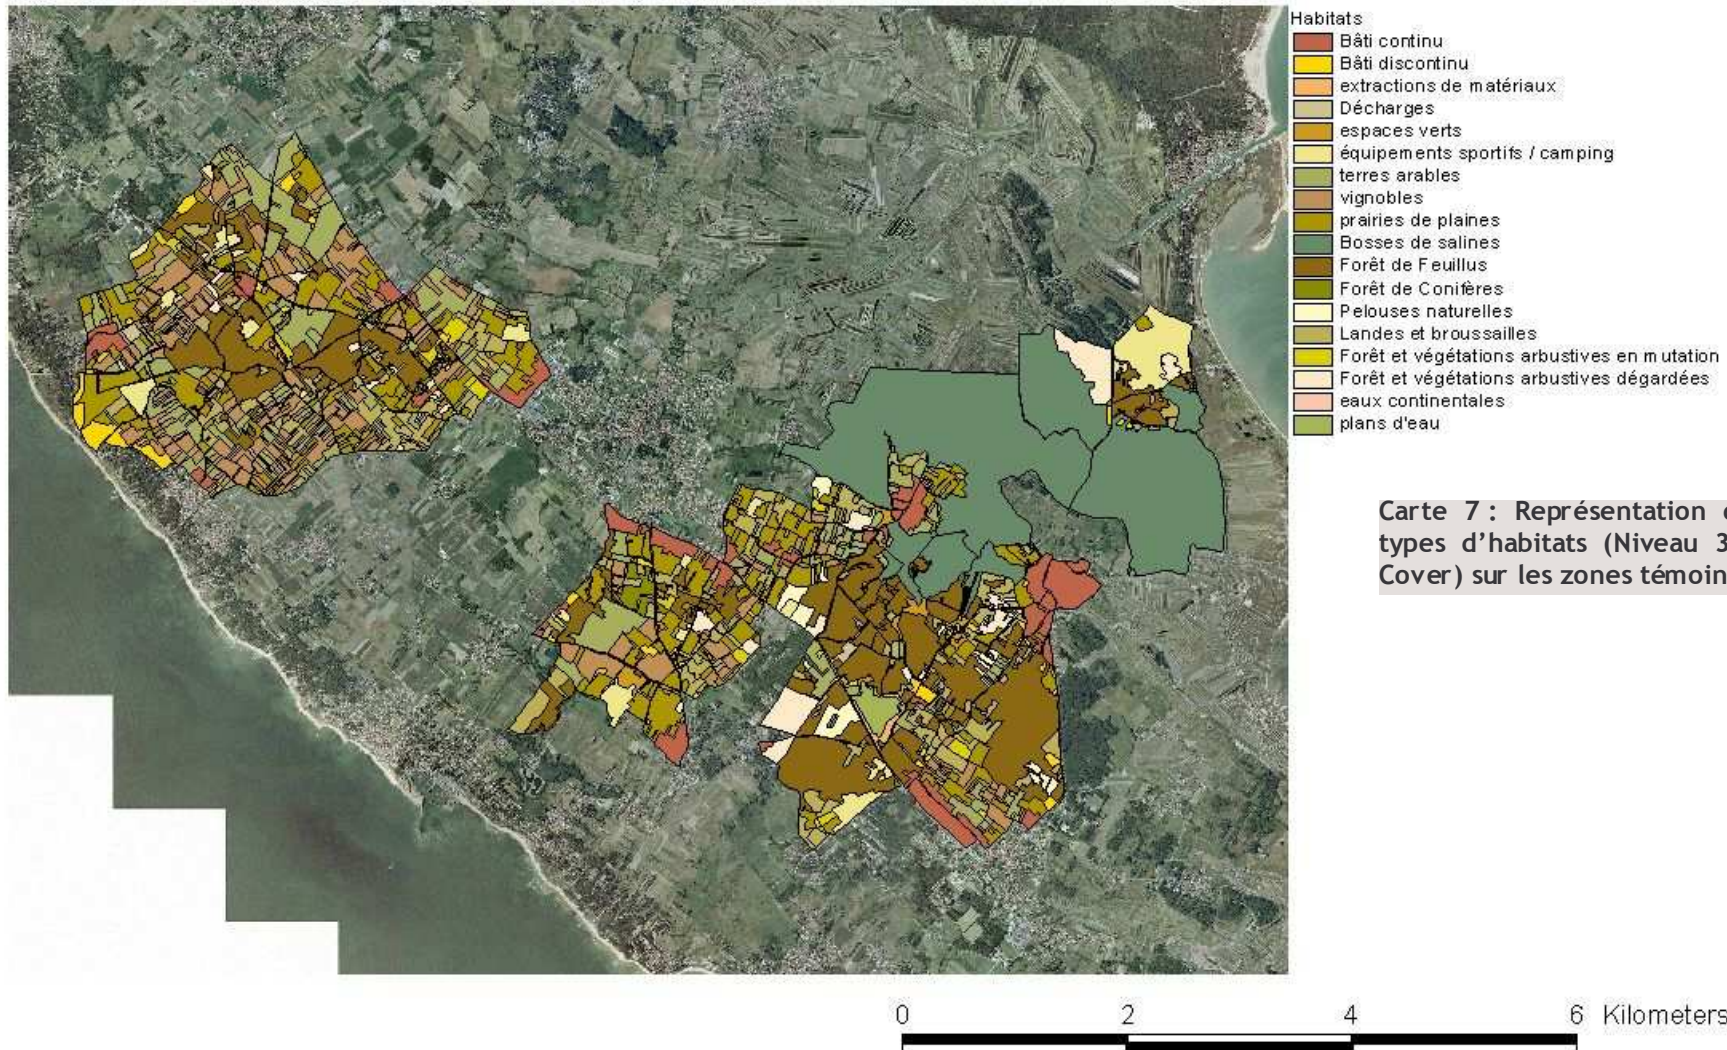 Habitats
Bâti continu
Bâti discontinu
extractions de matériaux
Décharges
espaces verts
équipements sportifs / camping
terres arables
vignobles
prairies de plaines
Bosses de salines
Forêt de Feuillus
Forêt de Conifères
Pelouses naturelles
Landes et broussailles
Forêt et végétations arbustives en mutation
Forêt et végétations arbustives dégardées
eaux continentales
plans d'eau
Carte 7 : Représentation
types d'habitats (Niveau 3
Cover) sur les zones témoin
0 2 4 6 Kilometers